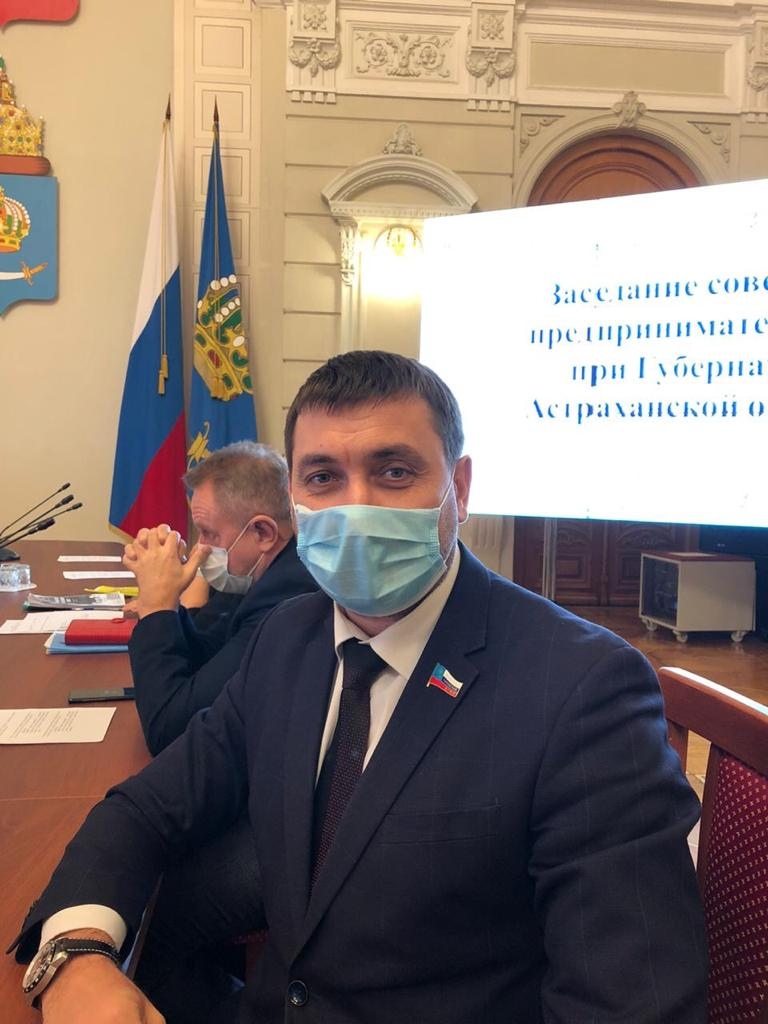 Заседание сове
предпринимате
при Губерна
Астраханской о